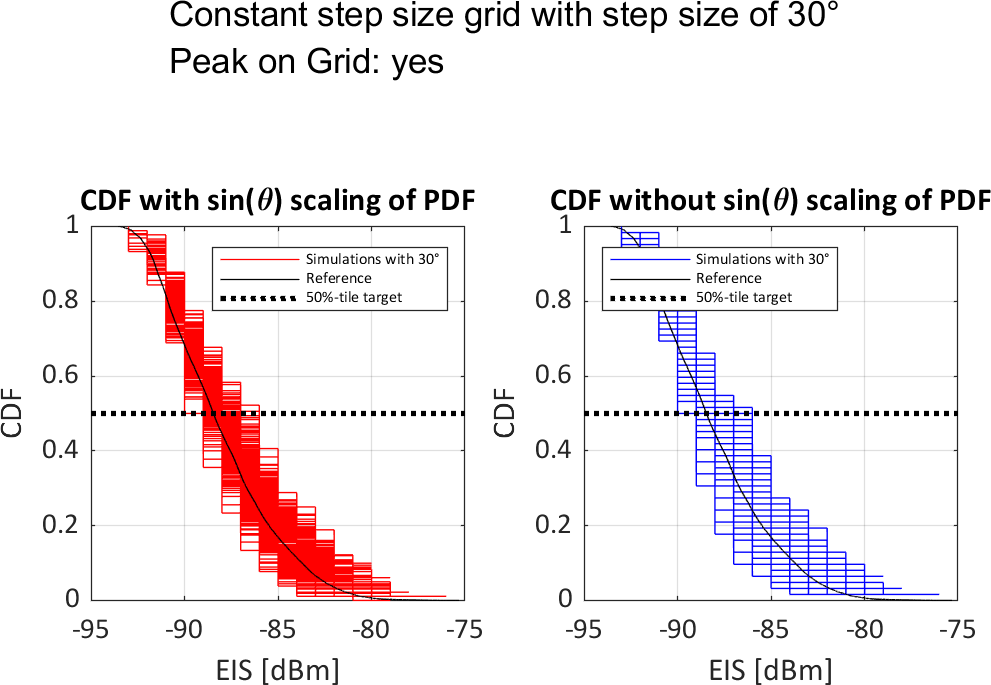 Constant step size grid with step size of 30°
Peak on Grid: yes
CDF with sin(θ) scaling of PDF
1
0.8
0.6
0.4
0.2
0
CDF
Simulations with 30°
Reference
50%-tile target
-95
-90
-85
-80
-75
EIS [dBm]
CDF without sin(θ) scaling of PDF
1
0.8
0.6
0.4
0.2
0
CDF
Simulations with 30°
Reference
50%-tile target
-95
-90
-85
-80
-75
EIS [dBm]